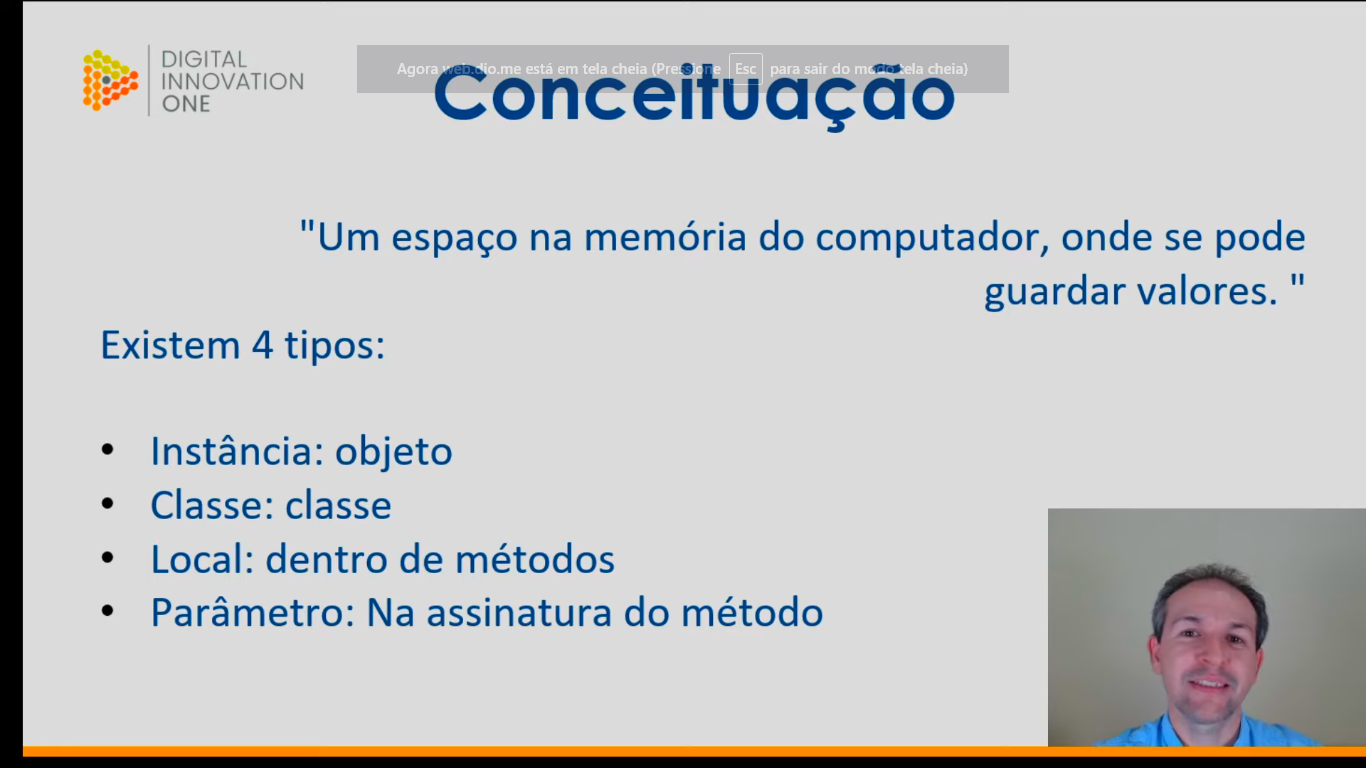 DIGITAL
INNOVATION
ONE
Agora web.dio.me está em tela cheia (Pressione Esc para sair do modo tela cheia)
Conceituação
"Um espaço na memória do computador, onde se pode
guardar valores. "
Existem 4 tipos:
• Instância: objeto
• Classe: classe
• Local: dentro de métodos
• Parâmetro: Na assinatura do método